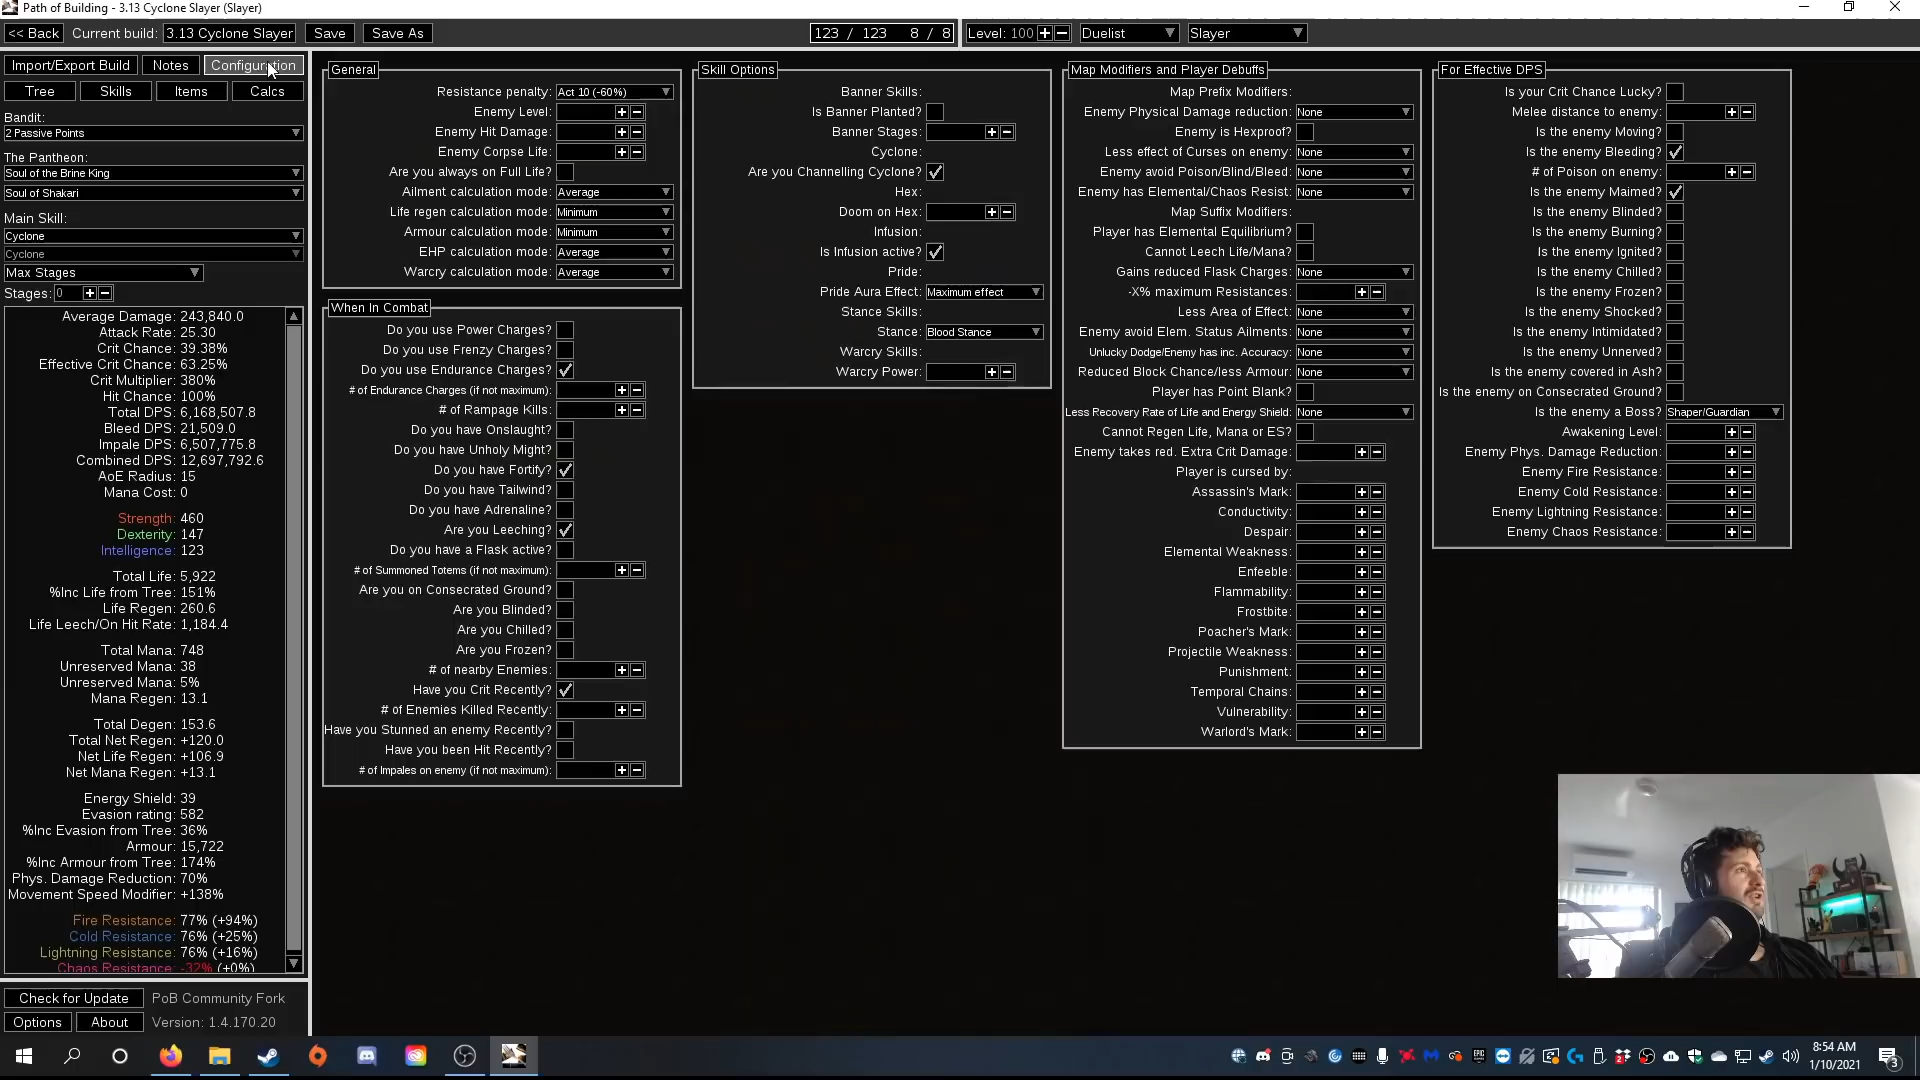 Path of Building - 3.13 Cyclone Slayer (Slayer)
<< Back Current build: 3.13 Cyclone Slayer Save Save As 123 / 123 8 / 8 Level: 100 + - Duelist Slayer
Import/Export Build Notes Configuration
Tree Skills Items Calcs
Bandit:
2 Passive Points
The Pantheon:
Soul of the Brine King
Soul of Shakari
Main Skill:
Cyclone
Cyclone
Max Stages
Stages: 0 + -
Average Damage: 243,840.0
Attack Rate: 25.30
Crit Chance: 39.38%
Effective Crit Chance: 63.25%
Crit Multiplier: 380%
Hit Chance: 100%
Total DPS: 6,168,507.8
Bleed DPS: 21,509.0
Impale DPS: 6,507,775.8
Combined DPS: 12,697,792.6
AoE Radius: 15
Mana Cost: 0
Strength: 460
Dexterity: 147
Intelligence: 123
Total Life: 5,922
%Inc Life from Tree: 151%
Life Regen: 260.6
Life Leech/On Hit Rate: 1,184.4
Total Mana: 748
Unreserved Mana: 38
Unreserved Mana: 5%
Mana Regen: 13.1
Total Degen: 153.6
Total Net Regen: +120.0
Net Life Regen: +106.9
Net Mana Regen: +13.1
Energy Shield: 39
Evasion rating: 582
%Inc Evasion from Tree: 36%
Armour: 15,722
%Inc Armour from Tree: 174%
Phys. Damage Reduction: 70%
Movement Speed Modifier: +138%
Fire Resistance: 77% (+94%)
Cold Resistance: 76% (+25%)
Lightning Resistance: 76% (+16%)
Chaos Resistance: -32% (+0%)
Check for Update PoB Community Fork
Options About Version: 1.4.170.20
General
Resistance penalty: Act 10 (-60%)
Enemy Level: + -
Enemy Hit Damage: + -
Enemy Corpse Life: + -
Are you always on Full Life?
Ailment calculation mode: Average
Life regen calculation mode: Minimum
Armour calculation mode: Minimum
EHP calculation mode: Average
Warcry calculation mode: Average
When In Combat
Do you use Power Charges?
Do you use Frenzy Charges?
Do you use Endurance Charges?
# of Endurance Charges (if not maximum): + -
# of Rampage Kills: + -
Do you have Onslaught?
Do you have Unholy Might?
Do you have Fortify?
Do you have Tailwind?
Do you have Adrenaline?
Are you Leeching?
Do you have a Flask active?
# of Summoned Totems (if not maximum): + -
Are you on Consecrated Ground?
Are you Blinded?
Are you Chilled?
Are you Frozen?
# of nearby Enemies: + -
Have you Crit Recently?
# of Enemies Killed Recently: + -
Have you Stunned an enemy Recently?
Have you been Hit Recently?
# of Impales on enemy (if not maximum): + -
Skill Options
Banner Skills:
Is Banner Planted?
Banner Stages: + -
Cyclone:
Are you Channelling Cyclone?
Hex:
Doom on Hex: + -
Infusion:
Is Infusion active?
Pride:
Pride Aura Effect: Maximum effect
Stance Skills:
Stance: Blood Stance
Warcry Skills:
Warcry Power: + -
Map Modifiers and Player Debuffs
Map Prefix Modifiers:
Enemy Physical Damage reduction: None
Enemy is Hexproof?
Less effect of Curses on enemy: None
Enemy avoid Poison/Blind/Bleed: None
Enemy has Elemental/Chaos Resist: None
Map Suffix Modifiers:
Player has Elemental Equilibrium?
Cannot Leech Life/Mana?
Gains reduced Flask Charges: None
-X% maximum Resistances: + -
Less Area of Effect: None
Enemy avoid Elem. Status Ailments: None
Unlucky Dodge/Enemy has inc. Accuracy: None
Reduced Block Chance/less Armour: None
Player has Point Blank?
Less Recovery Rate of Life and Energy Shield: None
Cannot Regen Life, Mana or ES?
Enemy takes red. Extra Crit Damage: + -
Player is cursed by:
Assassin's Mark: + -
Conductivity: + -
Despair: + -
Elemental Weakness: + -
Enfeeble: + -
Flammability: + -
Frostbite: + -
Poacher's Mark: + -
Projectile Weakness: + -
Punishment: + -
Temporal Chains: + -
Vulnerability: + -
Warlord's Mark: + -
For Effective DPS
Is your Crit Chance Lucky?
Melee distance to enemy: + -
Is the enemy Moving?
Is the enemy Bleeding?
# of Poison on enemy: + -
Is the enemy Maimed?
Is the enemy Blinded?
Is the enemy Burning?
Is the enemy Ignited?
Is the enemy Chilled?
Is the enemy Frozen?
Is the enemy Shocked?
Is the enemy Intimidated?
Is the enemy Unnerved?
Is the enemy covered in Ash?
Is the enemy on Consecrated Ground?
Is the enemy a Boss? Shaper/Guardian
Awakening Level: + -
Enemy Phys. Damage Reduction: + -
Enemy Fire Resistance: + -
Enemy Cold Resistance: + -
Enemy Lightning Resistance: + -
Enemy Chaos Resistance: + -
8:54 AM
1/10/2021
3